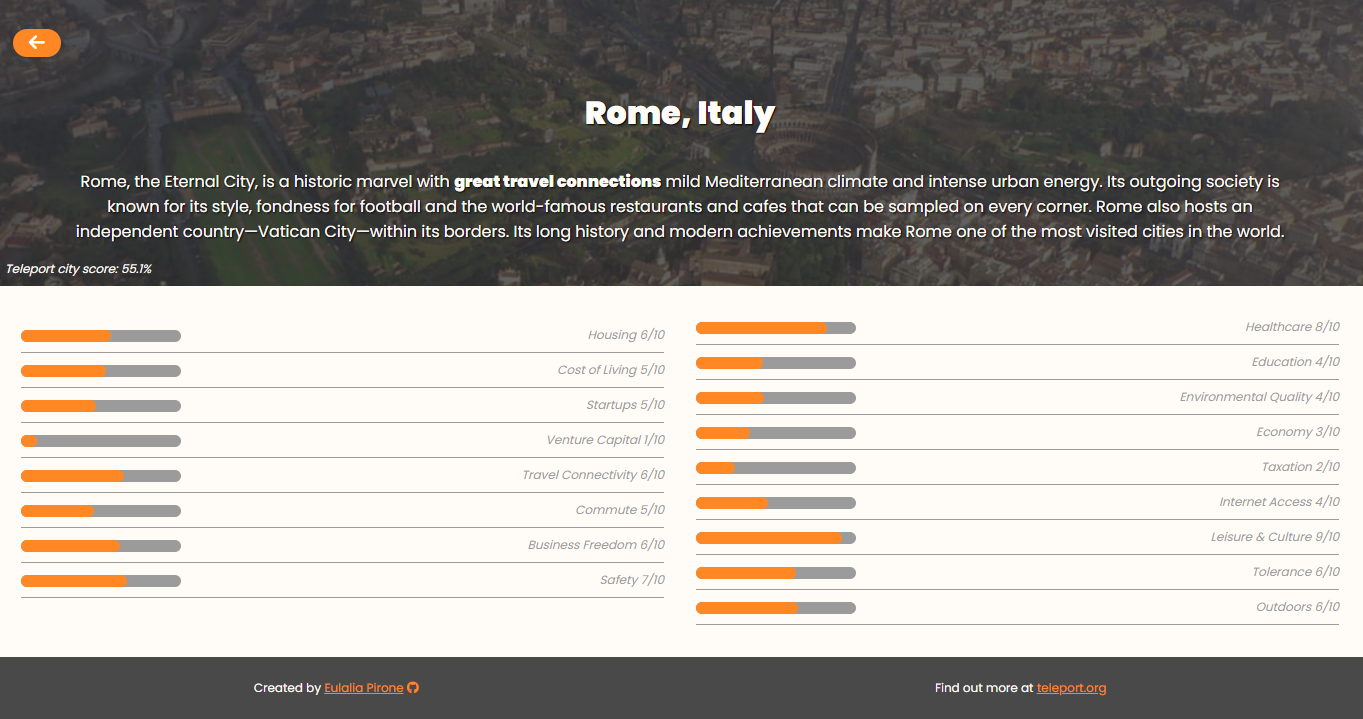 Rome, Italy
Rome, the Eternal City, is a historic marvel with great travel connections mild Mediterranean climate and intense urban energy. Its outgoing society is
known for its style, fondness for football and the world-famous restaurants and cafes that can be sampled on every corner. Rome also hosts an
independent country—Vatican City—within its borders. Its long history and modern achievements make Rome one of the most visited cities in the world.
Teleport city score: 55.1%
Housing 6/10
Cost of Living 5/10
Startups 5/10
Venture Capital 1/10
Travel Connectivity 6/10
Commute 5/10
Business Freedom 6/10
Safety 7/10
Healthcare 8/10
Education 4/10
Environmental Quality 4/10
Economy 3/10
Taxation 2/10
Internet Access 4/10
Leisure & Culture 9/10
Tolerance 6/10
Outdoors 6/10
Created by Eulalia Pirone
Find out more at teleport.org